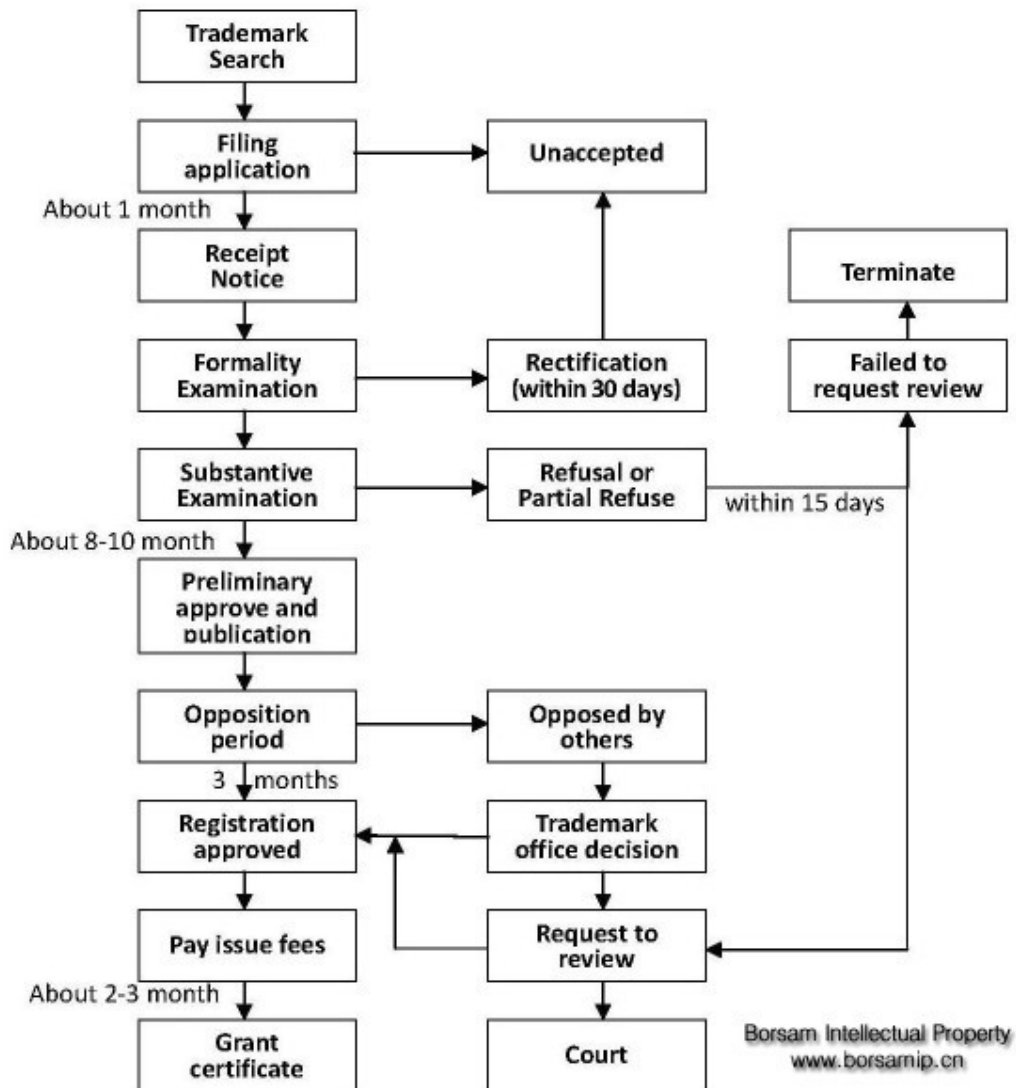 Trademark
Search
Filing
application
Unaccepted
About 1 month
Receipt
Notice
Terminate
Formality
Examination
Rectification
(within 30 days)
Failed to
request review
Substantive
Examination
Refusal or
Partial Refuse
within 15 days
About 8-10 month
Preliminary
approve and
publication
Opposition
period
Opposed by
others
3 months
Registration
approved
Trademark
office decision
Pay issue fees
Request to
review
About 2-3 month
Grant
certificate
Court
Borsam Intellectual Property
www.borsamip.cn